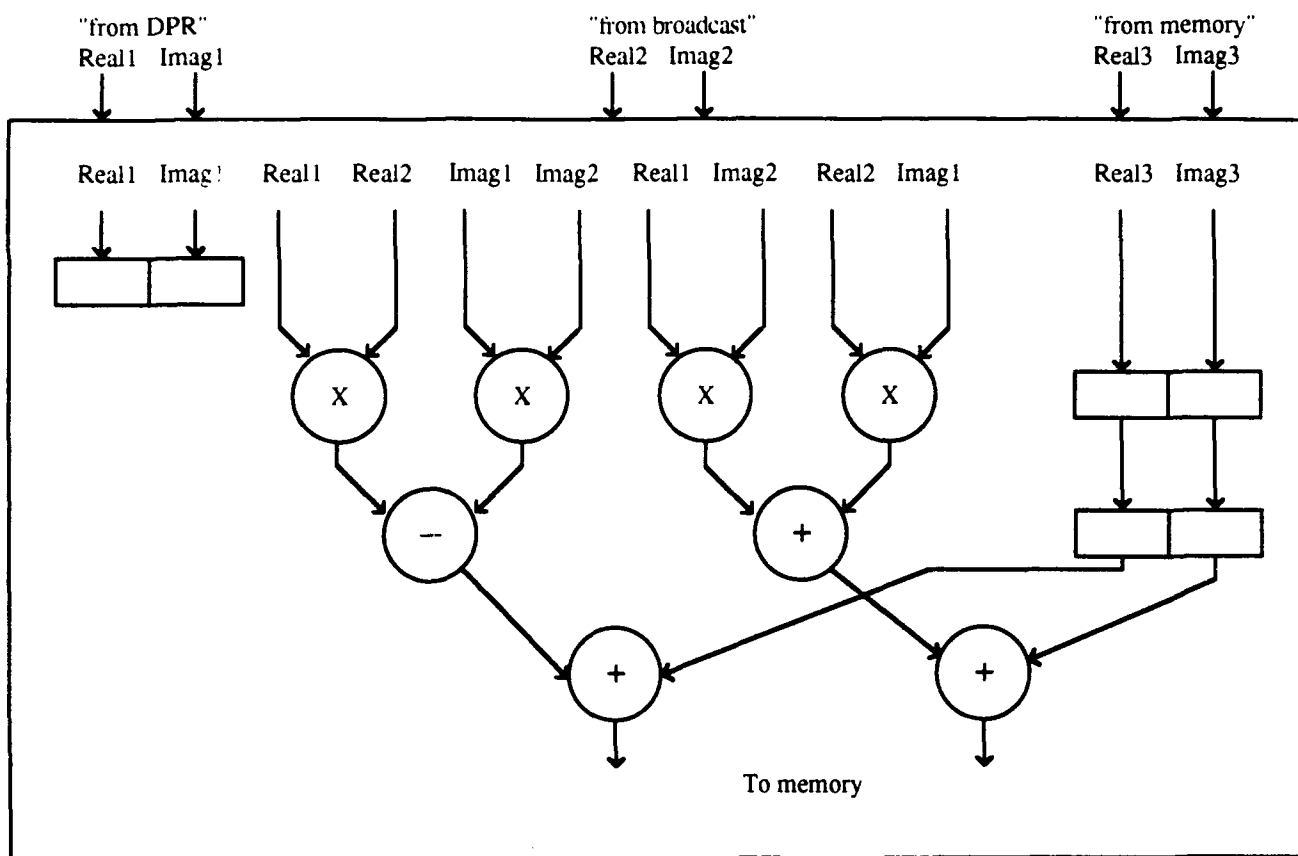 "from DPR" "from broadcast" "from memory"
Real1 Imag1 Real2 Imag2 Real3 Imag3
Real1 Imag! Real1 Real2 Imag1 Imag2 Real1 Imag2 Real2 Imag1 Real3 Imag3
X X X X
— +
+ +
To memory